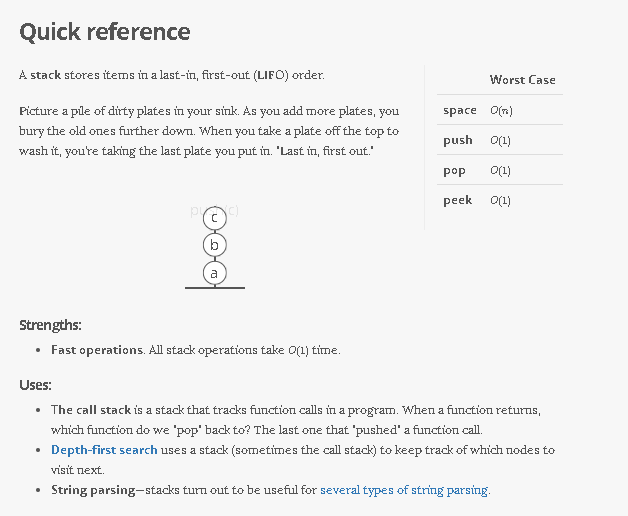 Quick reference
A stack stores items in a last-in, first-out (LIFO) order.
Picture a pile of dirty plates in your sink. As you add more plates, you
bury the old ones further down. When you take a plate off the top to
wash it, you're taking the last plate you put in. "Last in, first out."
Worst Case
space O(n)
push O(1)
pop O(1)
peek O(1)
push(c)
c
b
a
Strengths:
• Fast operations. All stack operations take O(1) time.
Uses:
• The call stack is a stack that tracks function calls in a program. When a function returns,
which function do we "pop" back to? The last one that "pushed" a function call.
• Depth-first search uses a stack (sometimes the call stack) to keep track of which nodes to
visit next.
• String parsing—stacks turn out to be useful for several types of string parsing.